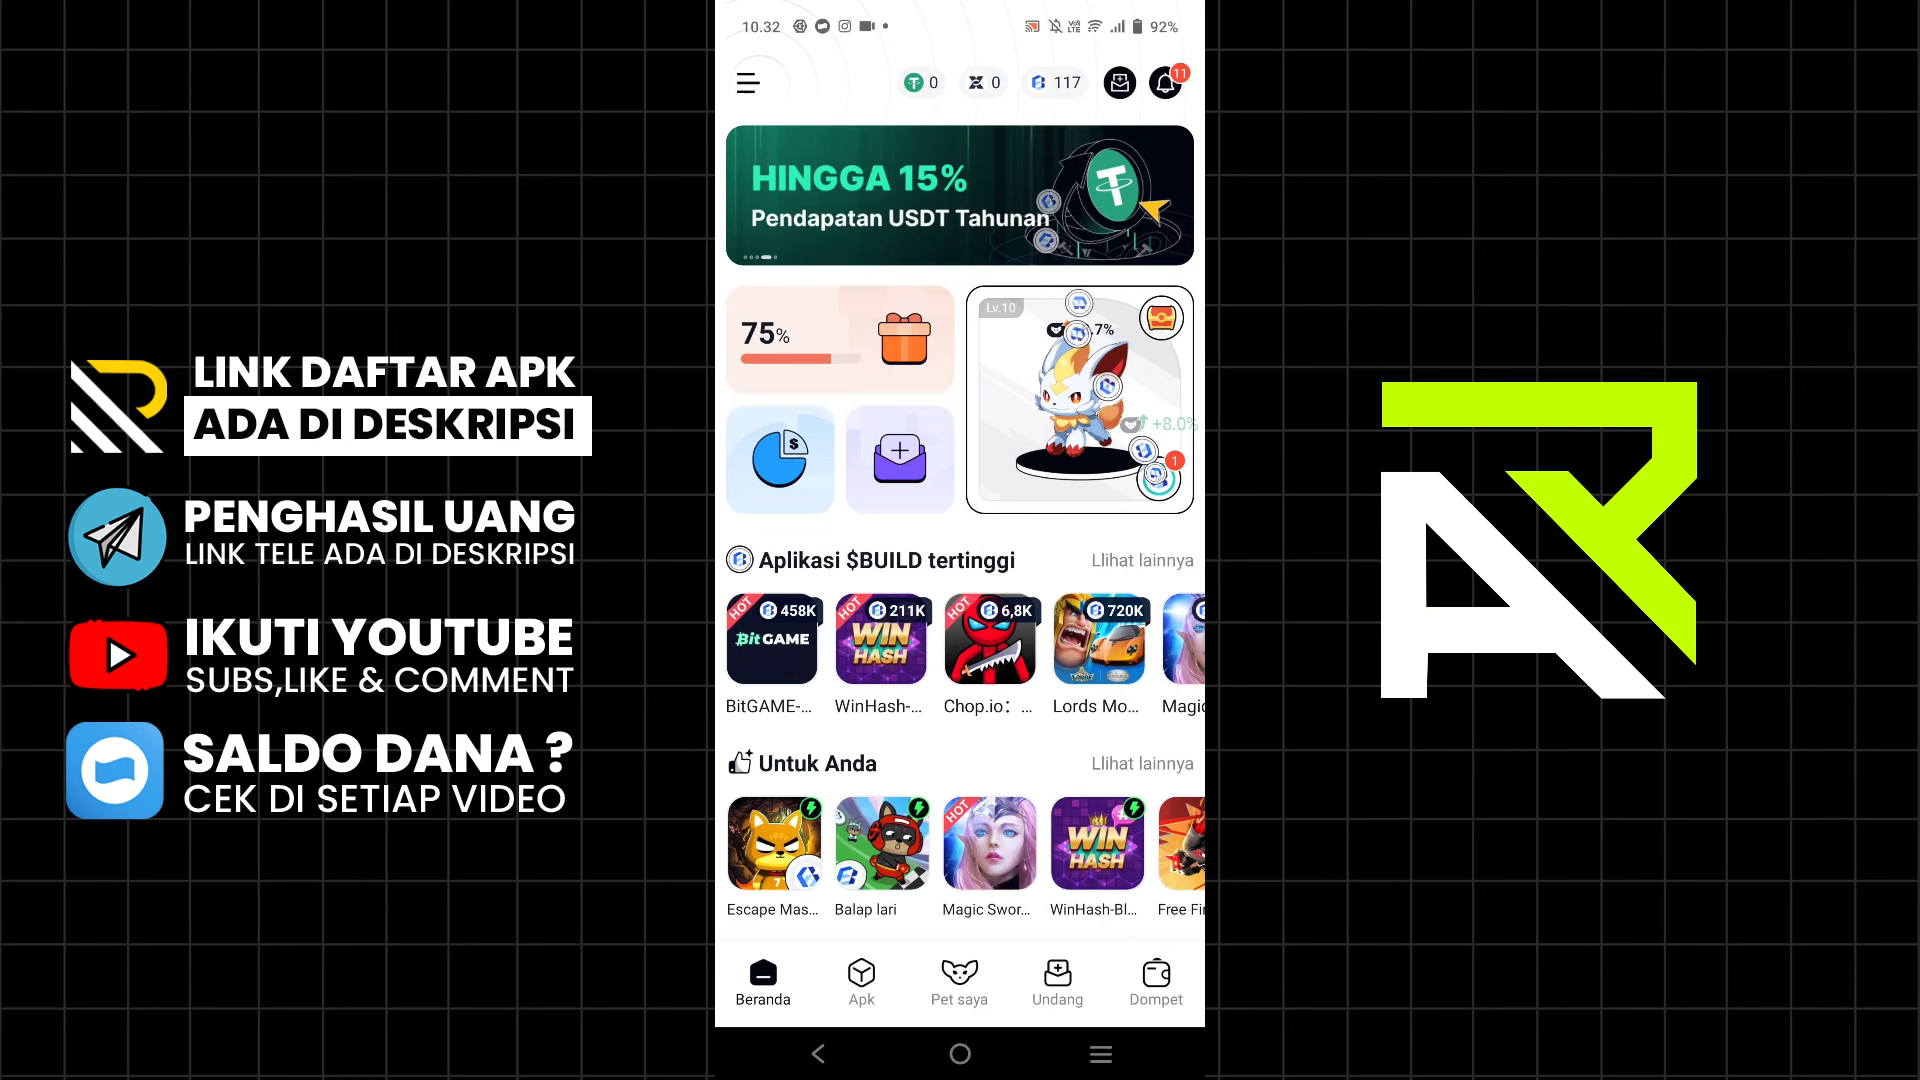 LINK DAFTAR APK
ADA DI DESKRIPSI
PENGHASIL UANG
LINK TELE ADA DI DESKRIPSI
IKUTI YOUTUBE
SUBS,LIKE & COMMENT
SALDO DANA ?
CEK DI SETIAP VIDEO
10.32
92%
0
0
117
11
HINGGA 15%
Pendapatan USDT Tahunan
75%
Lv.10
+8.0%
1
Aplikasi $BUILD tertinggi
Llihat lainnya
HOT 458K
HOT 211K
HOT 6,8K
720K
BitGAME
WIN HASH
BitGAME-...
WinHash-...
Chop.io: ...
Lords Mo...
Magic
Untuk Anda
Llihat lainnya
HOT
WIN HASH
Escape Mas...
Balap lari
Magic Swor...
WinHash-Bl...
Free Fir
Beranda
Apk
Pet saya
Undang
Dompet
AR